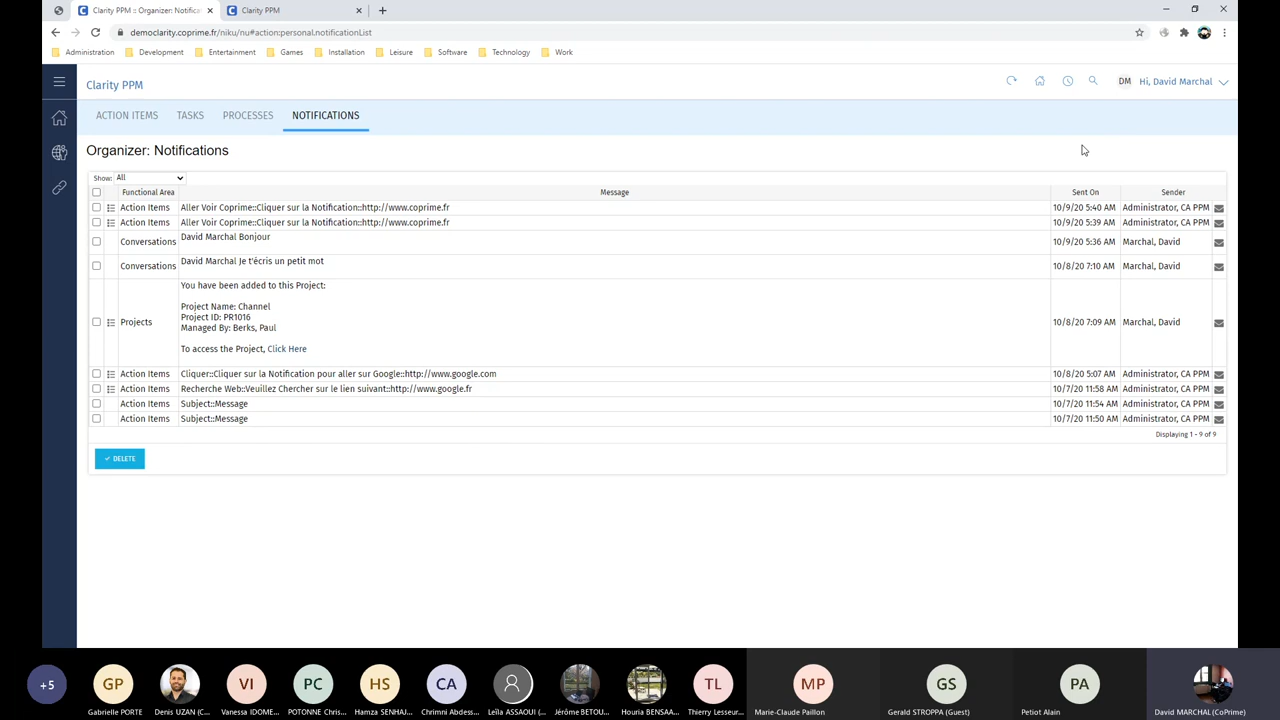 Clarity PPM :: Organizer: Notifica
Clarity PPM
democlarity.coprime.fr/niku/nu#action:personal.notificationList
Administration Development Entertainment Games Installation Leisure Software Technology Work
Clarity PPM
DM Hi, David Marchal
ACTION ITEMS TASKS PROCESSES NOTIFICATIONS
Organizer: Notifications
Show: All
Functional Area Message Sent On Sender
Action Items Aller Voir Coprime::Cliquer sur la Notification::http://www.coprime.fr 10/9/20 5:40 AM Administrator, CA PPM
Action Items Aller Voir Coprime::Cliquer sur la Notification::http://www.coprime.fr 10/9/20 5:39 AM Administrator, CA PPM
Conversations David Marchal Bonjour 10/9/20 5:36 AM Marchal, David
Conversations David Marchal Je t'écris un petit mot 10/8/20 7:10 AM Marchal, David
You have been added to this Project:
Project Name: Channel
Project ID: PR1016
Projects 10/8/20 7:09 AM Marchal, David
Managed By: Berks, Paul
To access the Project, Click Here
Action Items Cliquer::Cliquer sur la Notification pour aller sur Google::http://www.google.com 10/8/20 5:07 AM Administrator, CA PPM
Action Items Recherche Web::Veuillez Chercher sur le lien suivant::http://www.google.fr 10/7/20 11:58 AM Administrator, CA PPM
Action Items Subject::Message 10/7/20 11:54 AM Administrator, CA PPM
Action Items Subject::Message 10/7/20 11:50 AM Administrator, CA PPM
Displaying 1 - 9 of 9
DELETE
+5 GP VI PC HS CA TL MP GS PA
Gabrielle PORTE Denis UZAN (C... Vanessa IDOME... POTONNE Chris... Hamza SENHAJ... Chrimni Abdess... Leïla ASSAOUI (... Jérôme BETOU... Houria BENSAA... Thierry Lesseur... Marie-Claude Paillon Gerald STROPPA (Guest) Petiot Alain David MARCHAL (CoPrime)